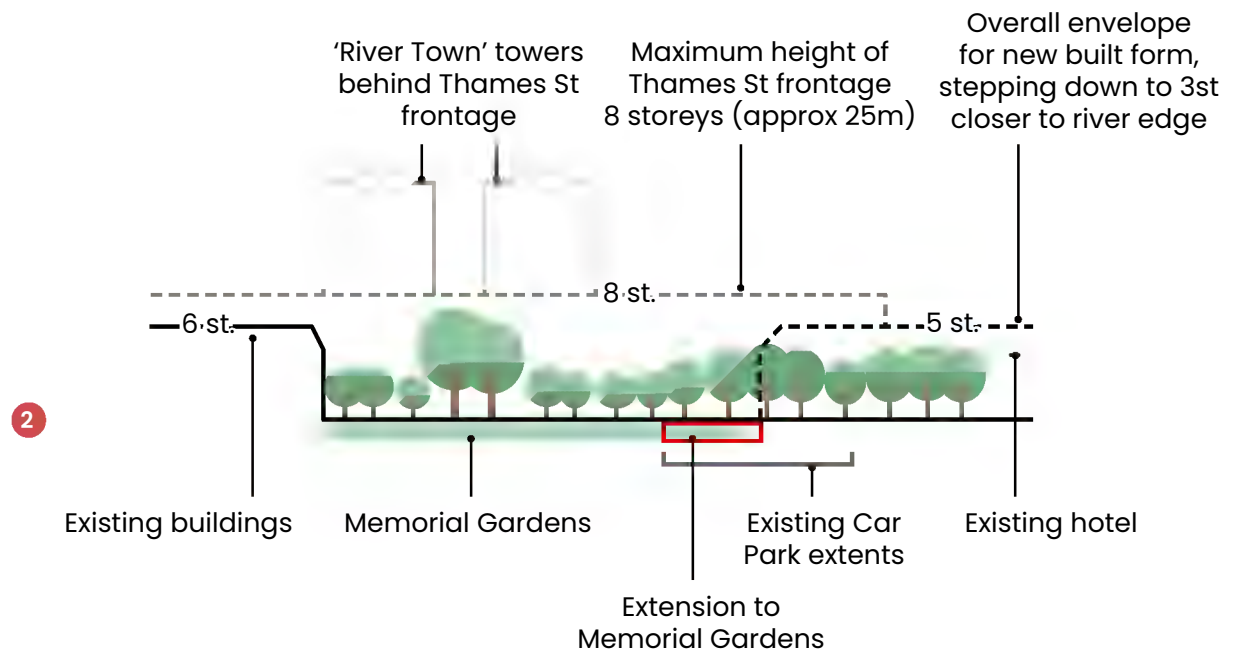 ‘River Town’ towers
behind Thames St
frontage
Maximum height of
Thames St frontage
8 storeys (approx 25m)
Overall envelope
for new built form,
stepping down to 3st
closer to river edge
8 st.
6 st.
5 st.
2
Existing buildings
Memorial Gardens
Existing Car
Park extents
Existing hotel
Extension to
Memorial Gardens